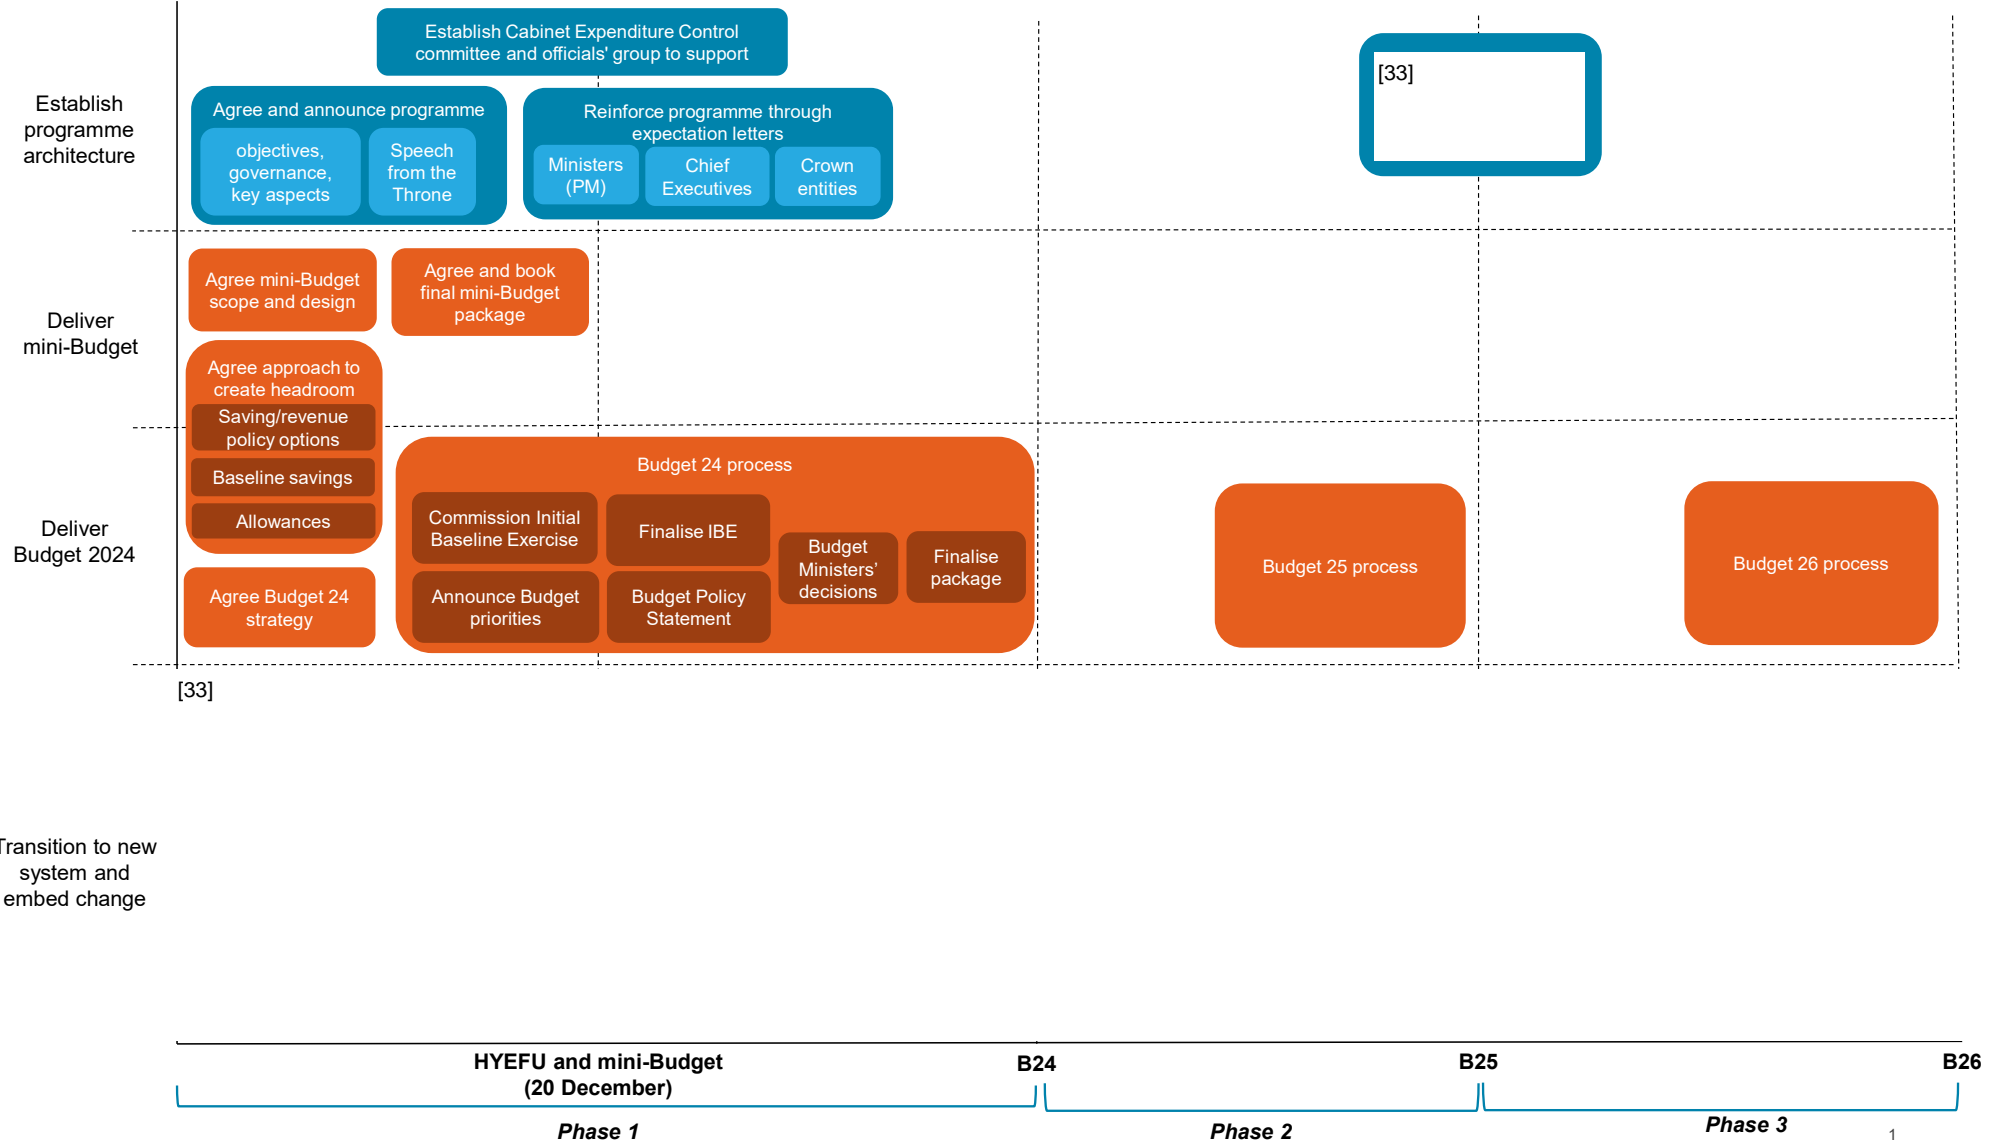 Establish Cabinet Expenditure Control
committee and officials' group to support
Establish
programme
architecture
Agree and announce programme
objectives,
governance,
key aspects
Speech
from the
Throne
Reinforce programme through
expectation letters
Ministers
(PM)
Chief
Executives
Crown
entities
[33]
Deliver
mini-Budget
Agree mini-Budget
scope and design
Agree and book
final mini-Budget
package
Agree approach to
create headroom
Saving/revenue
policy options
Baseline savings
Allowances
Deliver
Budget 2024
Agree Budget 24
strategy
Budget 24 process
Commission Initial
Baseline Exercise
Finalise IBE
Announce Budget
priorities
Budget Policy
Statement
Budget
Ministers’
decisions
Finalise
package
Budget 25 process
Budget 26 process
[33]
Transition to new
system and
embed change
HYEFU and mini-Budget
(20 December)
B24
B25
B26
Phase 1
Phase 2
Phase 3
1